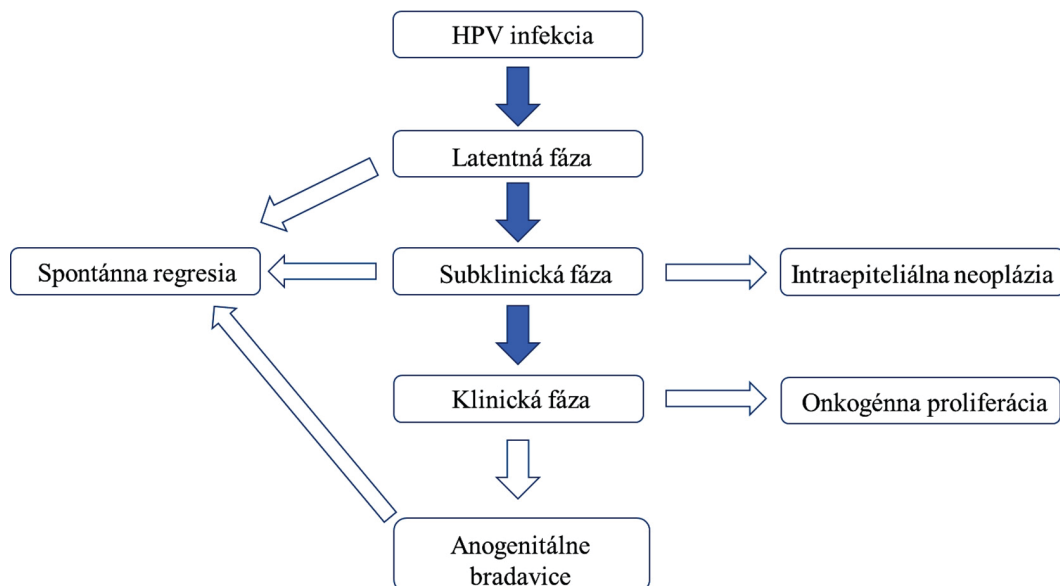 HPV infekcia
Latentná fáza
Spontánna regresia
Subklinická fáza
Intraepiteliálna neoplázia
Klinická fáza
Onkogénna proliferácia
Anogenitálne
bradavice